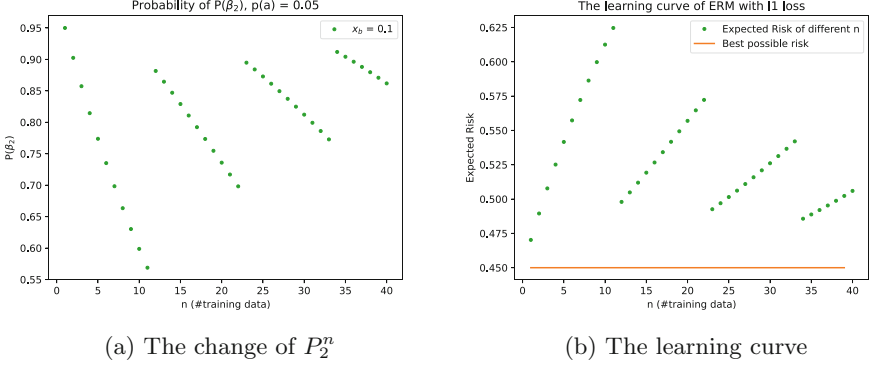 Probability of P(β₂), p(a) = 0.05
x_b = 0.1
P(β₂)
0.95
0.90
0.85
0.80
0.75
0.70
0.65
0.60
0.55
0 5 10 15 20 25 30 35 40
n (#training data)
(a) The change of P₂ⁿ
The learning curve of ERM with l1 loss
Expected Risk of different n
Best possible risk
Expected Risk
0.625
0.600
0.575
0.550
0.525
0.500
0.475
0.450
0 5 10 15 20 25 30 35 40
n (#training data)
(b) The learning curve